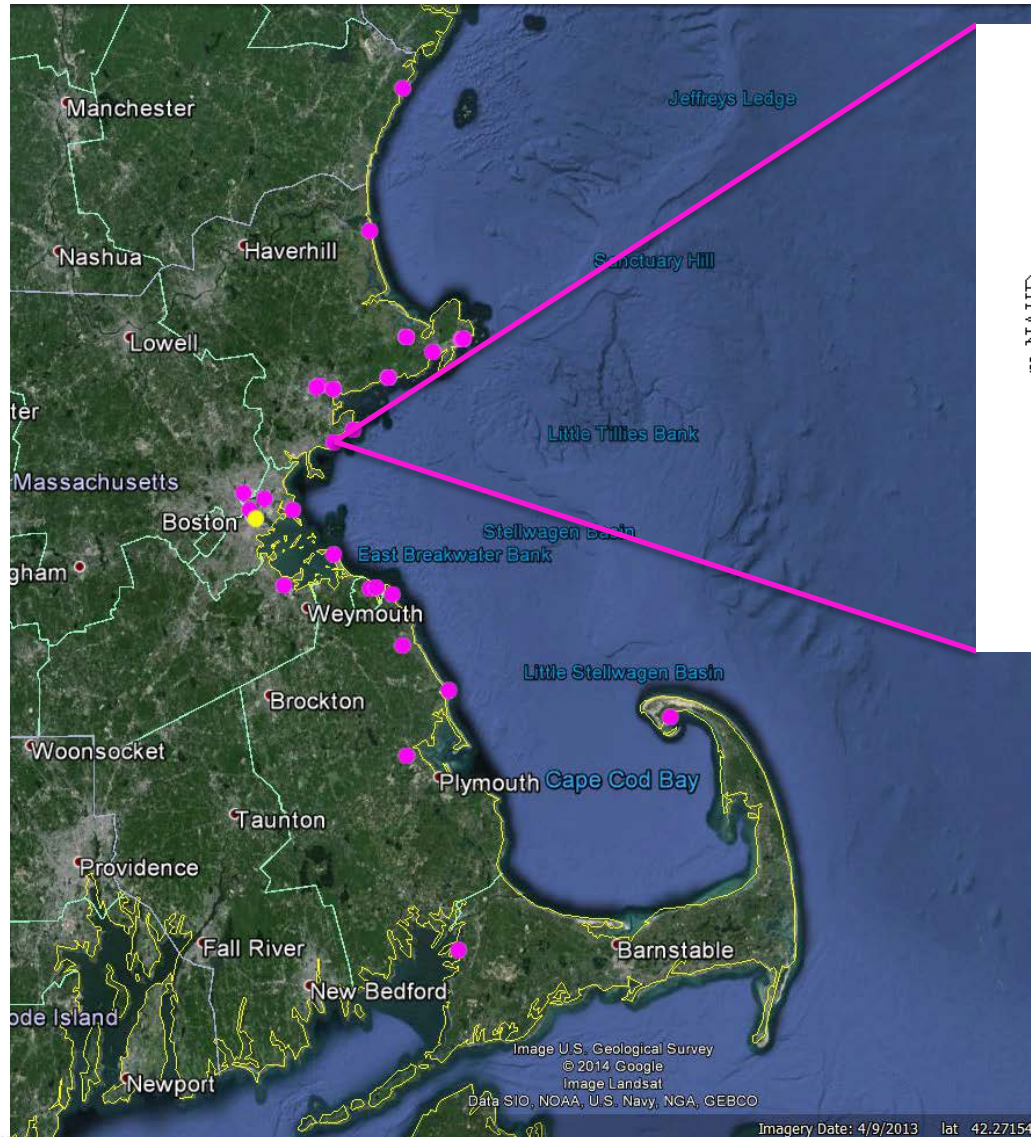 Jeffreys Ledge
Manchester
Nashua
Haverhill
Sanctuary Hill
Lowell
ter
Little Tillies Bank
Massachusetts
Boston
Stellwagen Basin
East Breakwater Bank
gham
Weymouth
Little Stellwagen Basin
Brockton
Woonsocket
Plymouth
Cape Cod Bay
Taunton
Providence
Fall River
Barnstable
New Bedford
ode Island
Newport
Image U.S. Geological Survey
© 2014 Google
Image Landsat
Data SIO, NOAA, U.S. Navy, NGA, GEBCO
Imagery Date: 4/9/2013 lat 42.27154